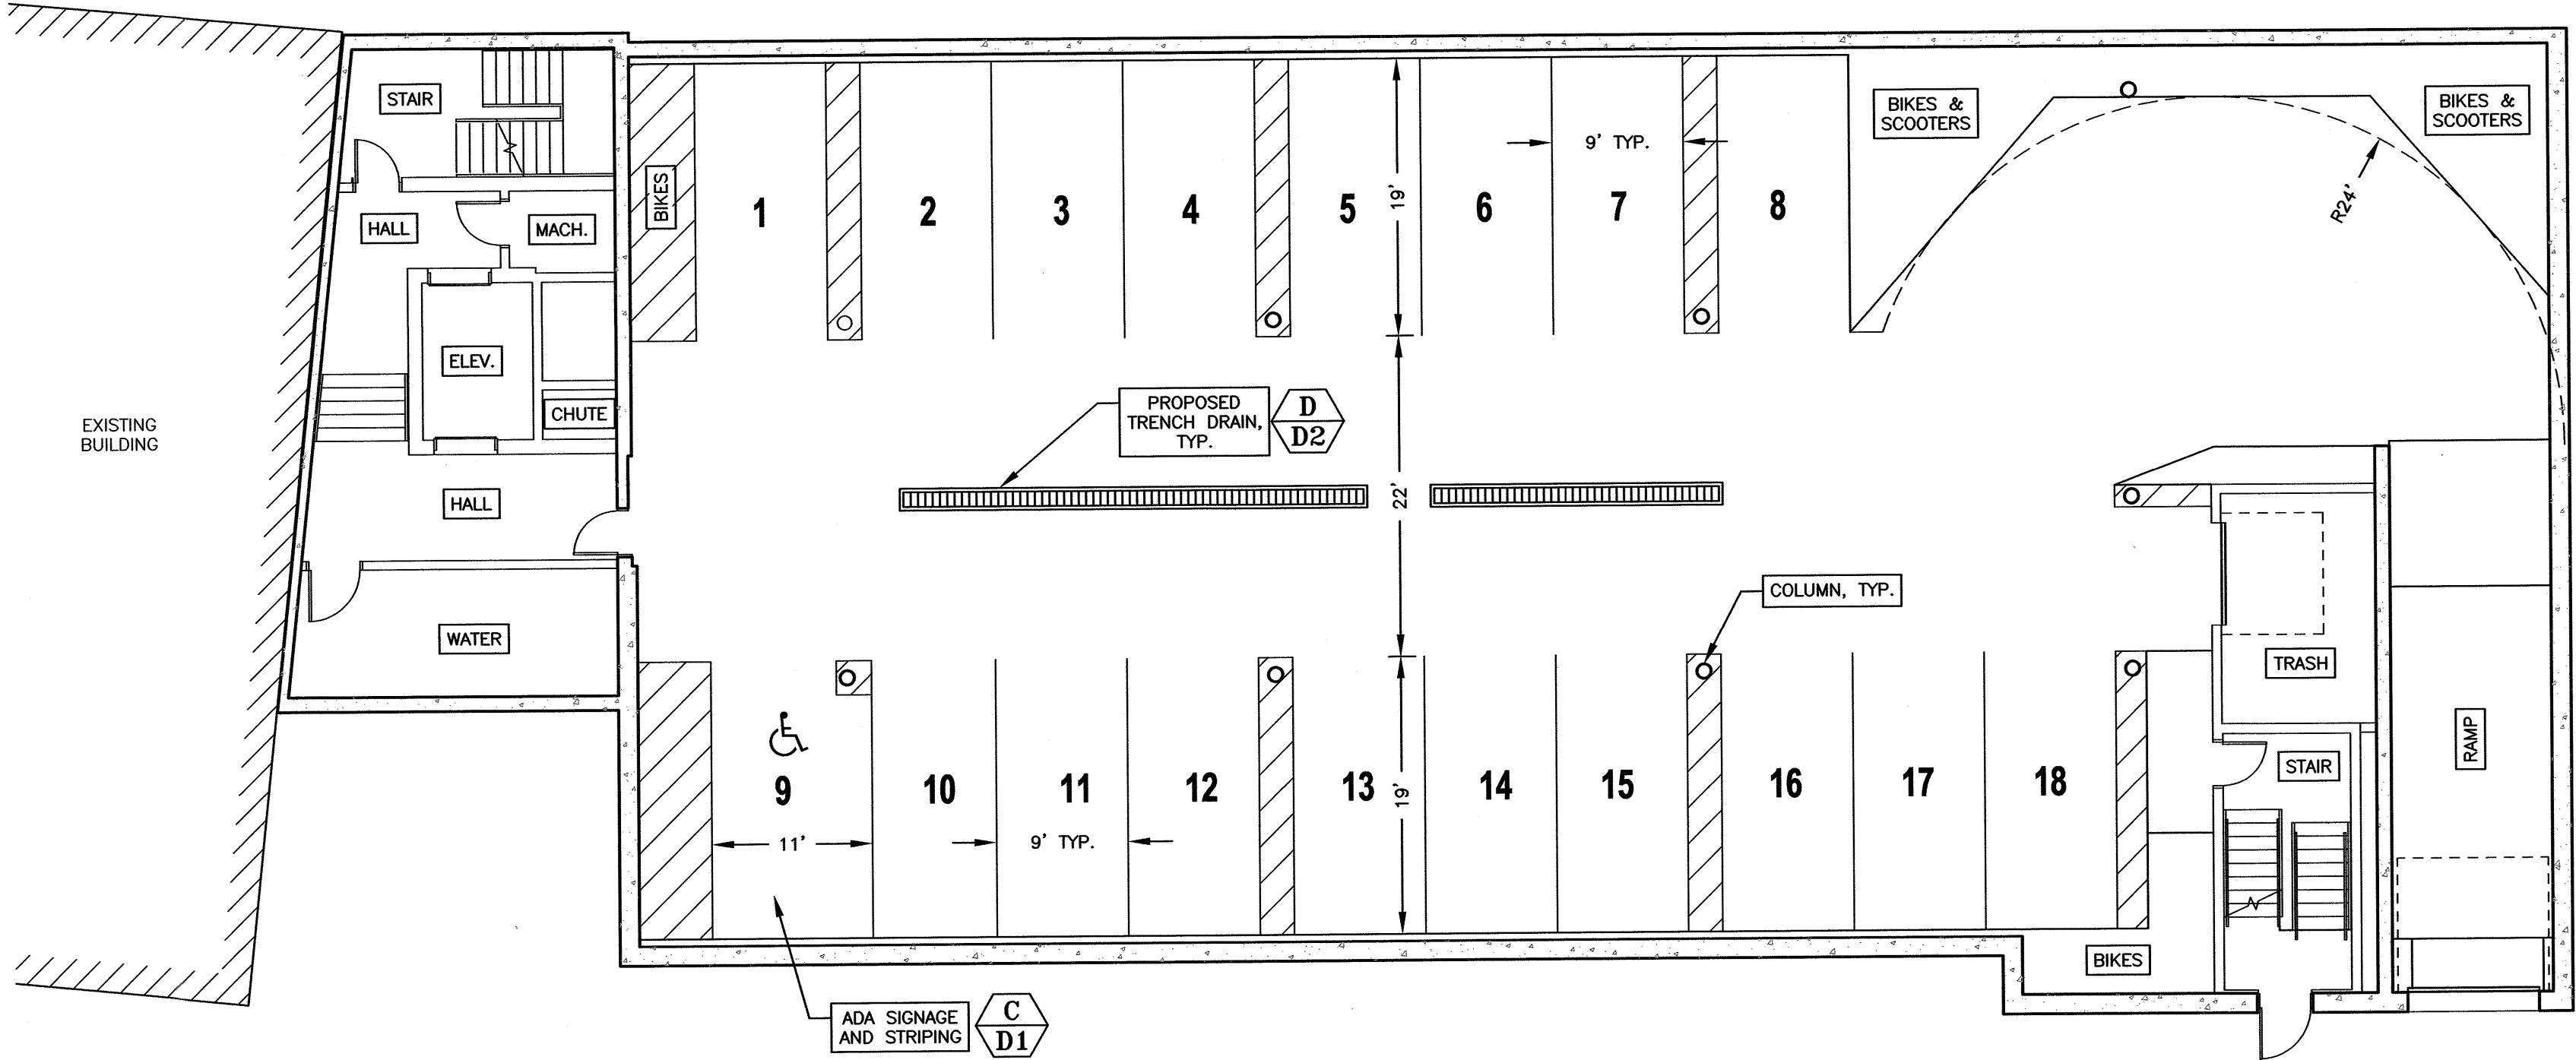 STAIR
HALL
MACH.
ELEV.
CHUTE
HALL
WATER
EXISTING
BUILDING
BIKES
1
2
3
4
5
6
7
8
19'
9' TYP.
BIKES &
SCOOTERS
BIKES &
SCOOTERS
R24'
PROPOSED
TRENCH DRAIN,
TYP.
D
D2
22'
COLUMN, TYP.
9
10
11
12
13
14
15
16
17
18
11'
9' TYP.
19'
TRASH
STAIR
RAMP
BIKES
ADA SIGNAGE
AND STRIPING
C
D1